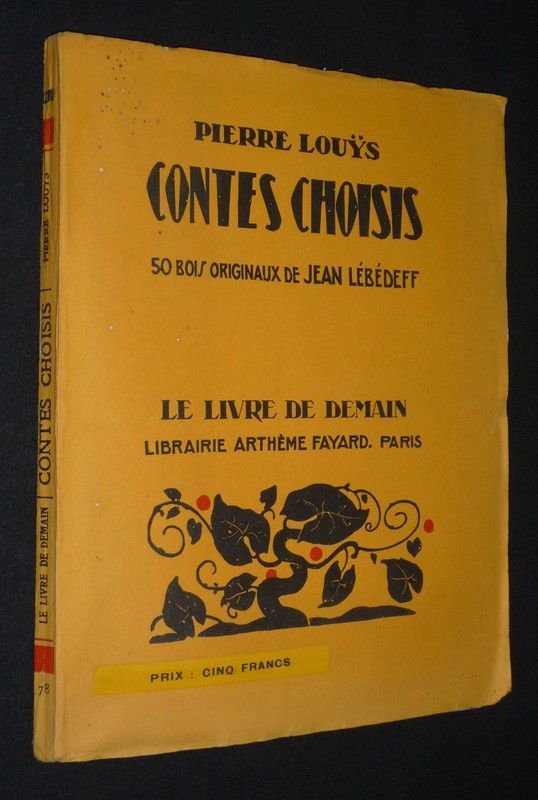 PIERRE LOUŸS
CONTES CHOISIS
50 BOIS ORIGINAUX DE JEAN LÉBÉDEFF
LE LIVRE DE DEMAIN
LIBRAIRIE ARTHÈME FAYARD. PARIS
PRIX : CINQ FRANCS
PIERRE LOUŸS
CONTES CHOISIS
LE LIVRE DE DEMAIN
78